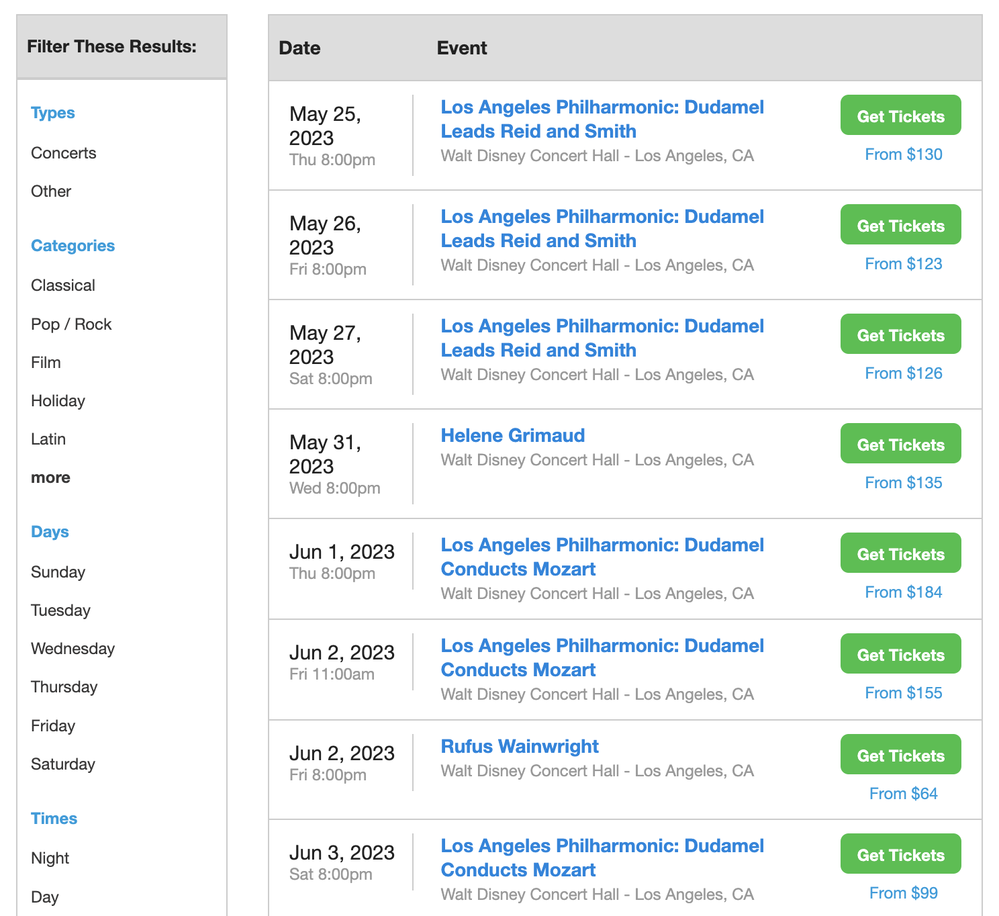 Filter These Results:
Types
Concerts
Other
Categories
Classical
Pop / Rock
Film
Holiday
Latin
more
Days
Sunday
Tuesday
Wednesday
Thursday
Friday
Saturday
Times
Night
Day
Date Event
May 25,
2023
Thu 8:00pm
Los Angeles Philharmonic: Dudamel
Leads Reid and Smith
Walt Disney Concert Hall - Los Angeles, CA
Get Tickets
From $130
May 26,
2023
Fri 8:00pm
Los Angeles Philharmonic: Dudamel
Leads Reid and Smith
Walt Disney Concert Hall - Los Angeles, CA
Get Tickets
From $123
May 27,
2023
Sat 8:00pm
Los Angeles Philharmonic: Dudamel
Leads Reid and Smith
Walt Disney Concert Hall - Los Angeles, CA
Get Tickets
From $126
May 31,
2023
Wed 8:00pm
Helene Grimaud
Walt Disney Concert Hall - Los Angeles, CA
Get Tickets
From $135
Jun 1, 2023
Thu 8:00pm
Los Angeles Philharmonic: Dudamel
Conducts Mozart
Walt Disney Concert Hall - Los Angeles, CA
Get Tickets
From $184
Jun 2, 2023
Fri 11:00am
Los Angeles Philharmonic: Dudamel
Conducts Mozart
Walt Disney Concert Hall - Los Angeles, CA
Get Tickets
From $155
Jun 2, 2023
Fri 8:00pm
Rufus Wainwright
Walt Disney Concert Hall - Los Angeles, CA
Get Tickets
From $64
Jun 3, 2023
Sat 8:00pm
Los Angeles Philharmonic: Dudamel
Conducts Mozart
Walt Disney Concert Hall - Los Angeles, CA
Get Tickets
From $99